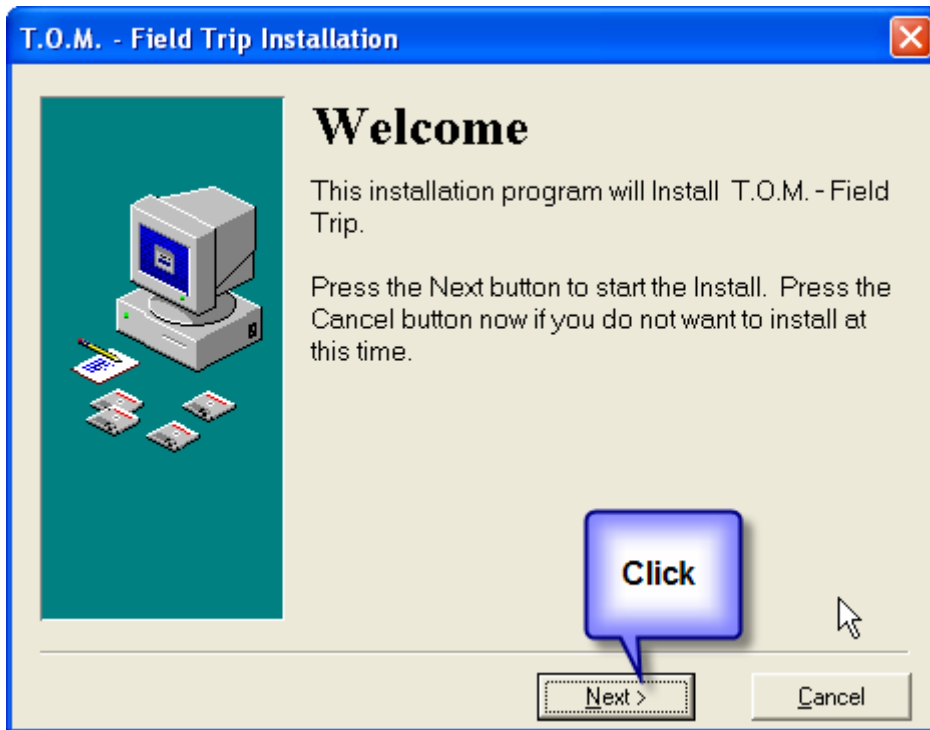 T.O.M. - Field Trip Installation
Welcome
This installation program will Install  T.O.M. - Field
Trip.
Press the Next button to start the Install.  Press the
Cancel button now if you do not want to install at
this time.
Click
Next >
Cancel